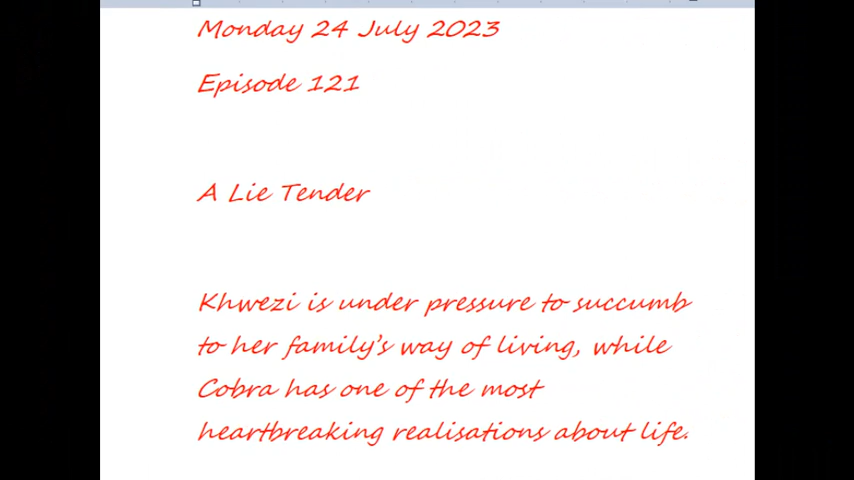 Monday 24 July 2023
Episode 121
A Lie Tender
Khwezi is under pressure to succumb
to her family's way of living, while
Cobra has one of the most
heartbreaking realisations about life.